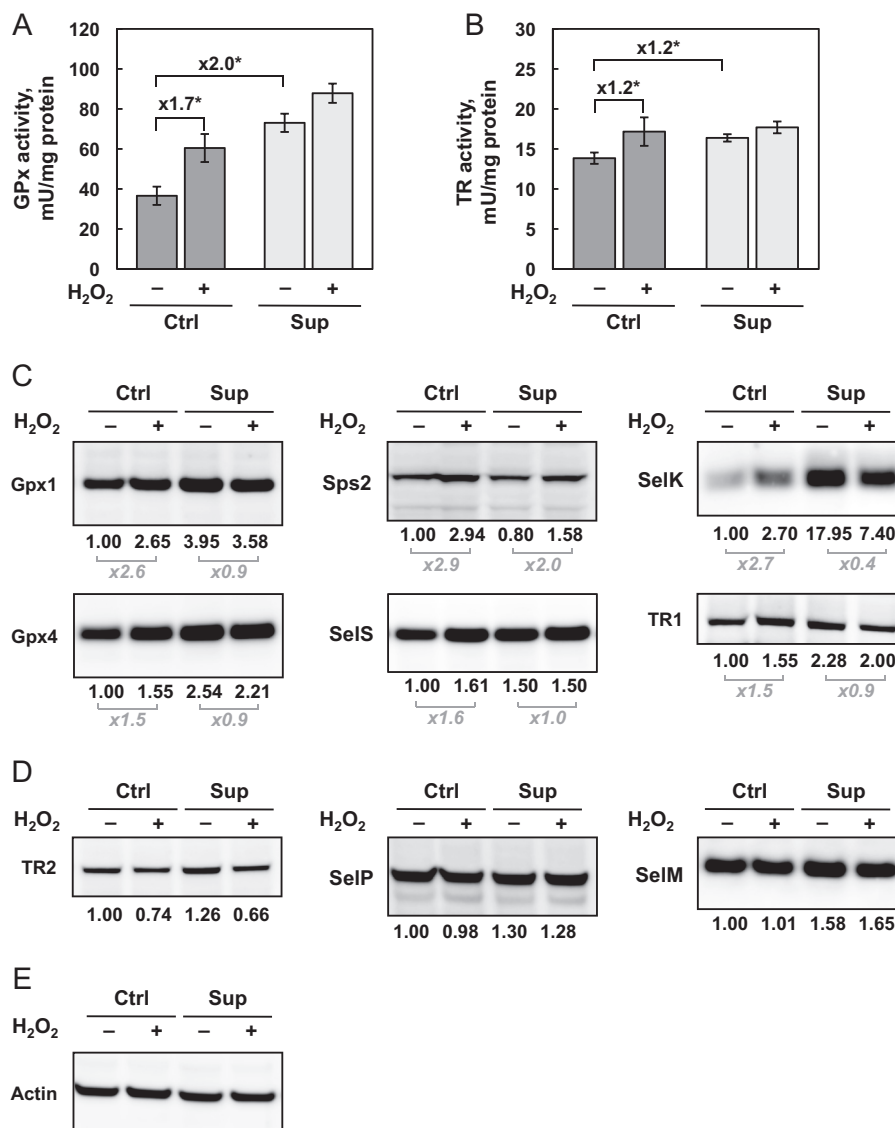 A
GPx activity,
mU/mg protein
120
100
80
60
40
20
0
x2.0*
x1.7*
H₂O₂ – + – +
Ctrl Sup
B
TR activity,
mU/mg protein
30
25
20
15
10
5
0
x1.2*
x1.2*
H₂O₂ – + – +
Ctrl Sup
C
Ctrl Sup
H₂O₂ – + – +
Gpx1
1.00 2.65 3.95 3.58
x2.6 x0.9
Ctrl Sup
H₂O₂ – + – +
Sps2
1.00 2.94 0.80 1.58
x2.9 x2.0
Ctrl Sup
H₂O₂ – + – +
SelK
1.00 2.70 17.95 7.40
x2.7 x0.4
Gpx4
1.00 1.55 2.54 2.21
x1.5 x0.9
SelS
1.00 1.61 1.50 1.50
x1.6 x1.0
TR1
1.00 1.55 2.28 2.00
x1.5 x0.9
D
Ctrl Sup
H₂O₂ – + – +
TR2
1.00 0.74 1.26 0.66
Ctrl Sup
H₂O₂ – + – +
SelP
1.00 0.98 1.30 1.28
Ctrl Sup
H₂O₂ – + – +
SelM
1.00 1.01 1.58 1.65
E
Ctrl Sup
H₂O₂ – + – +
Actin